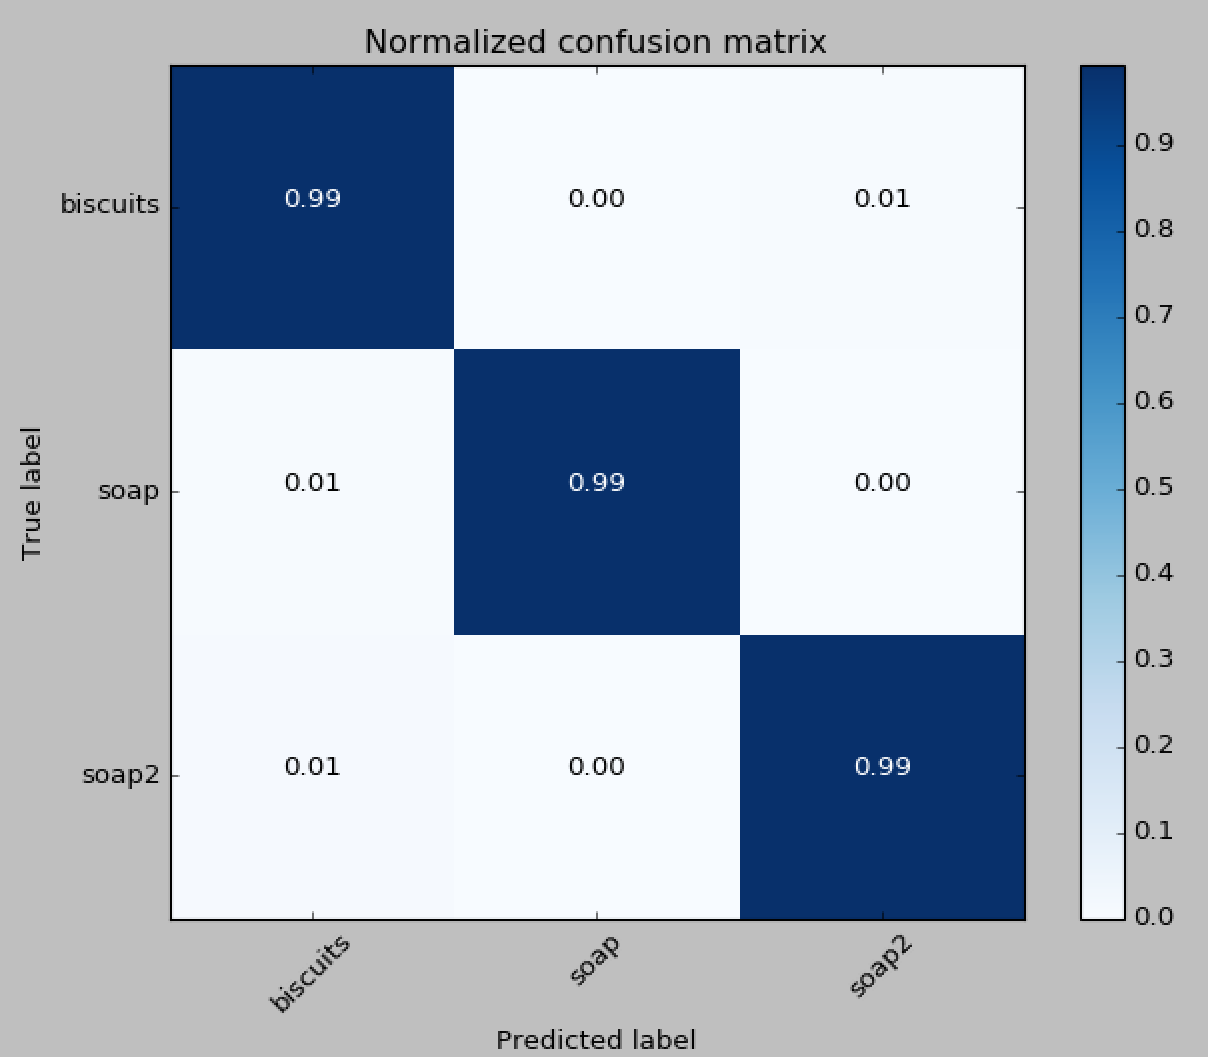 Normalized confusion matrix
biscuits
0.99
0.00
0.01
soap
0.01
0.99
0.00
soap2
0.01
0.00
0.99
True label
biscuits
soap
soap2
Predicted label
0.9
0.8
0.7
0.6
0.5
0.4
0.3
0.2
0.1
0.0